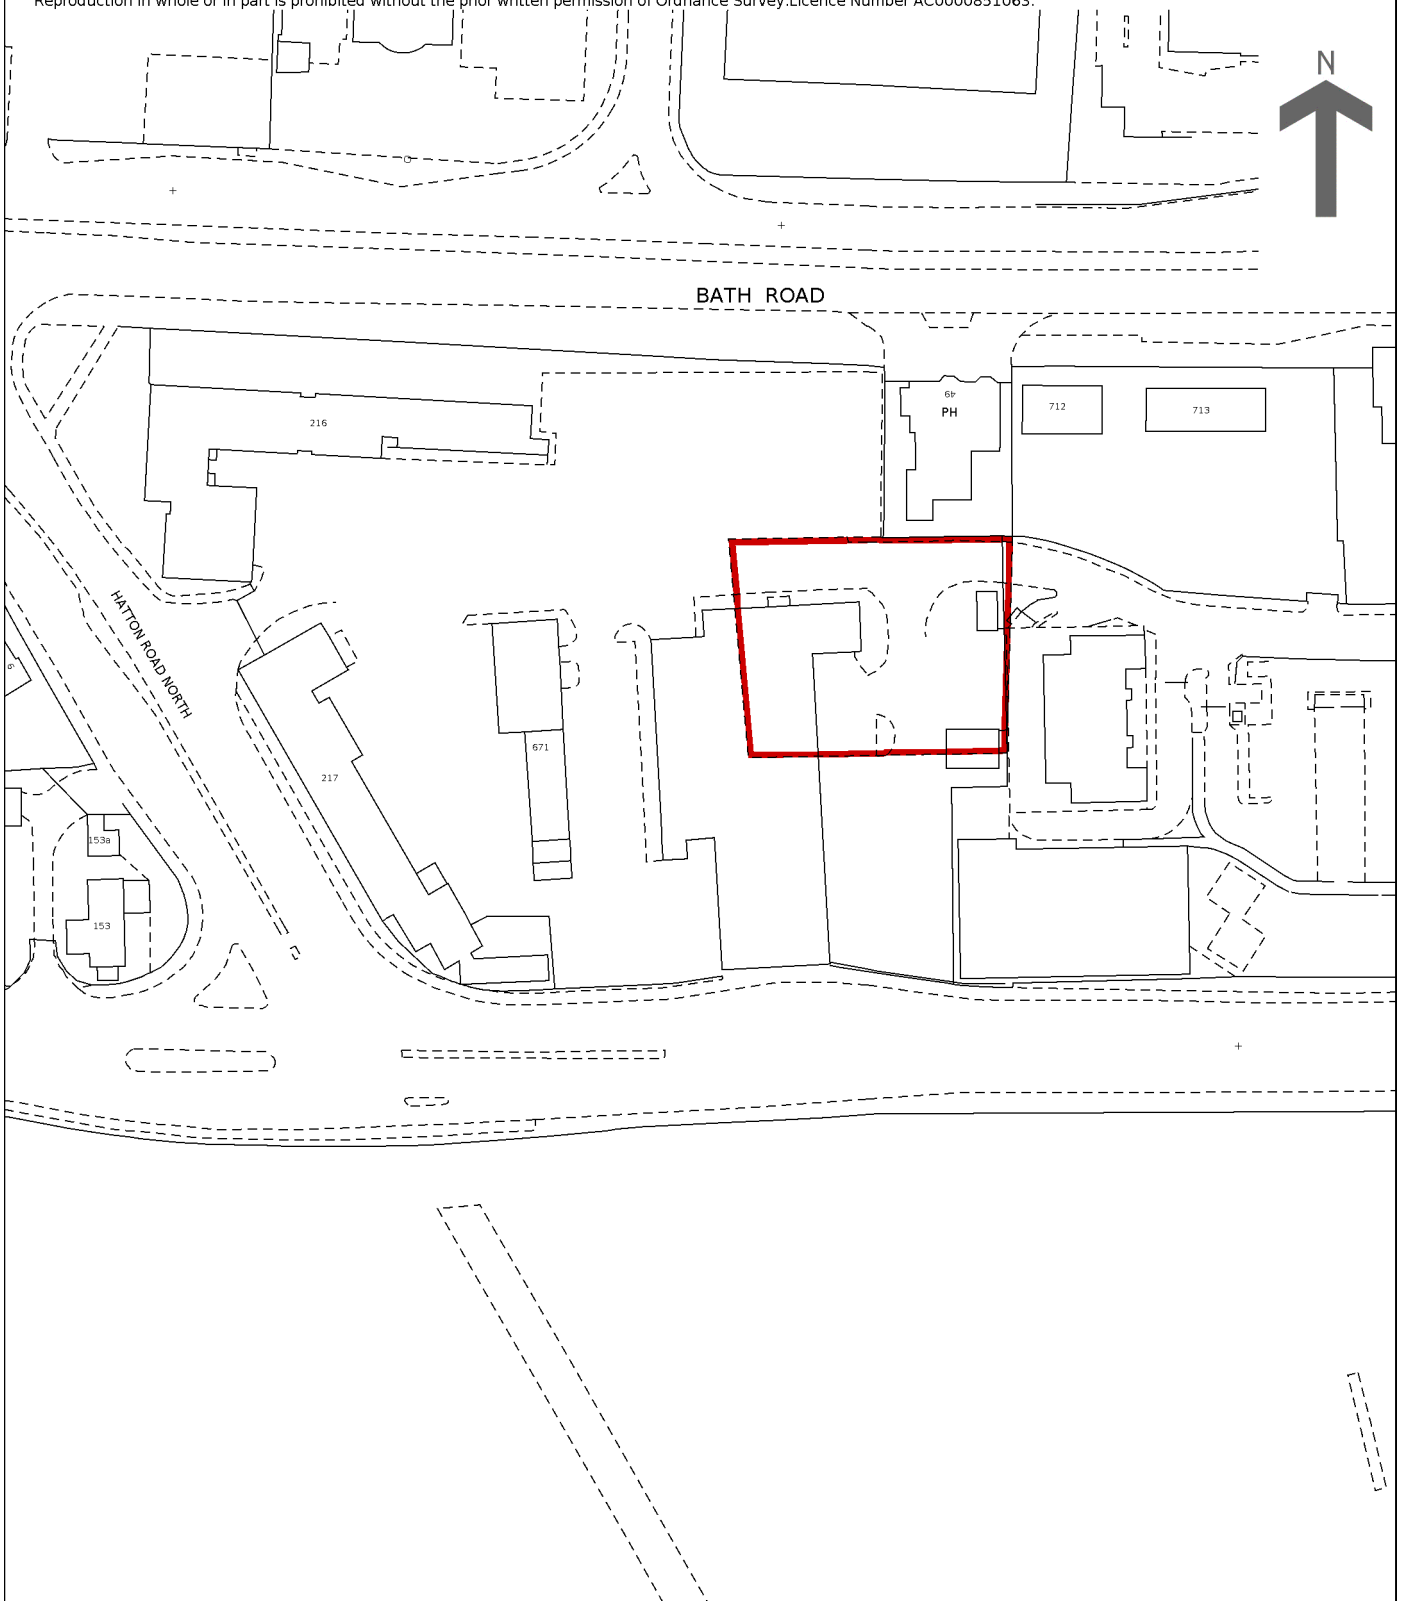 Reproduction in whole or in part is prohibited without the prior written permission of Ordnance Survey.Licence Number AC0000851063.
N
BATH ROAD
49
PH
712
713
216
HATTON ROAD NORTH
9
671
217
153a
153